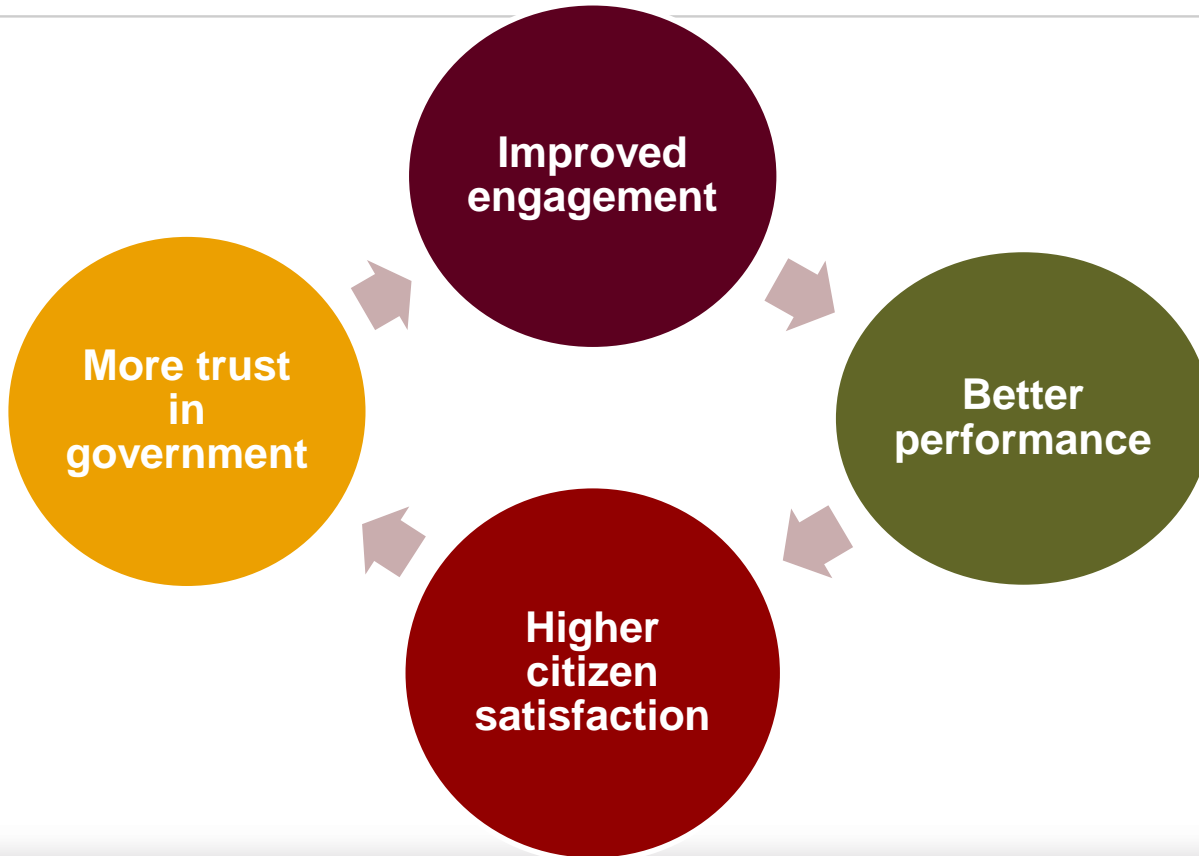 Improved
engagement
Better
performance
Higher
citizen
satisfaction
More trust
in
government